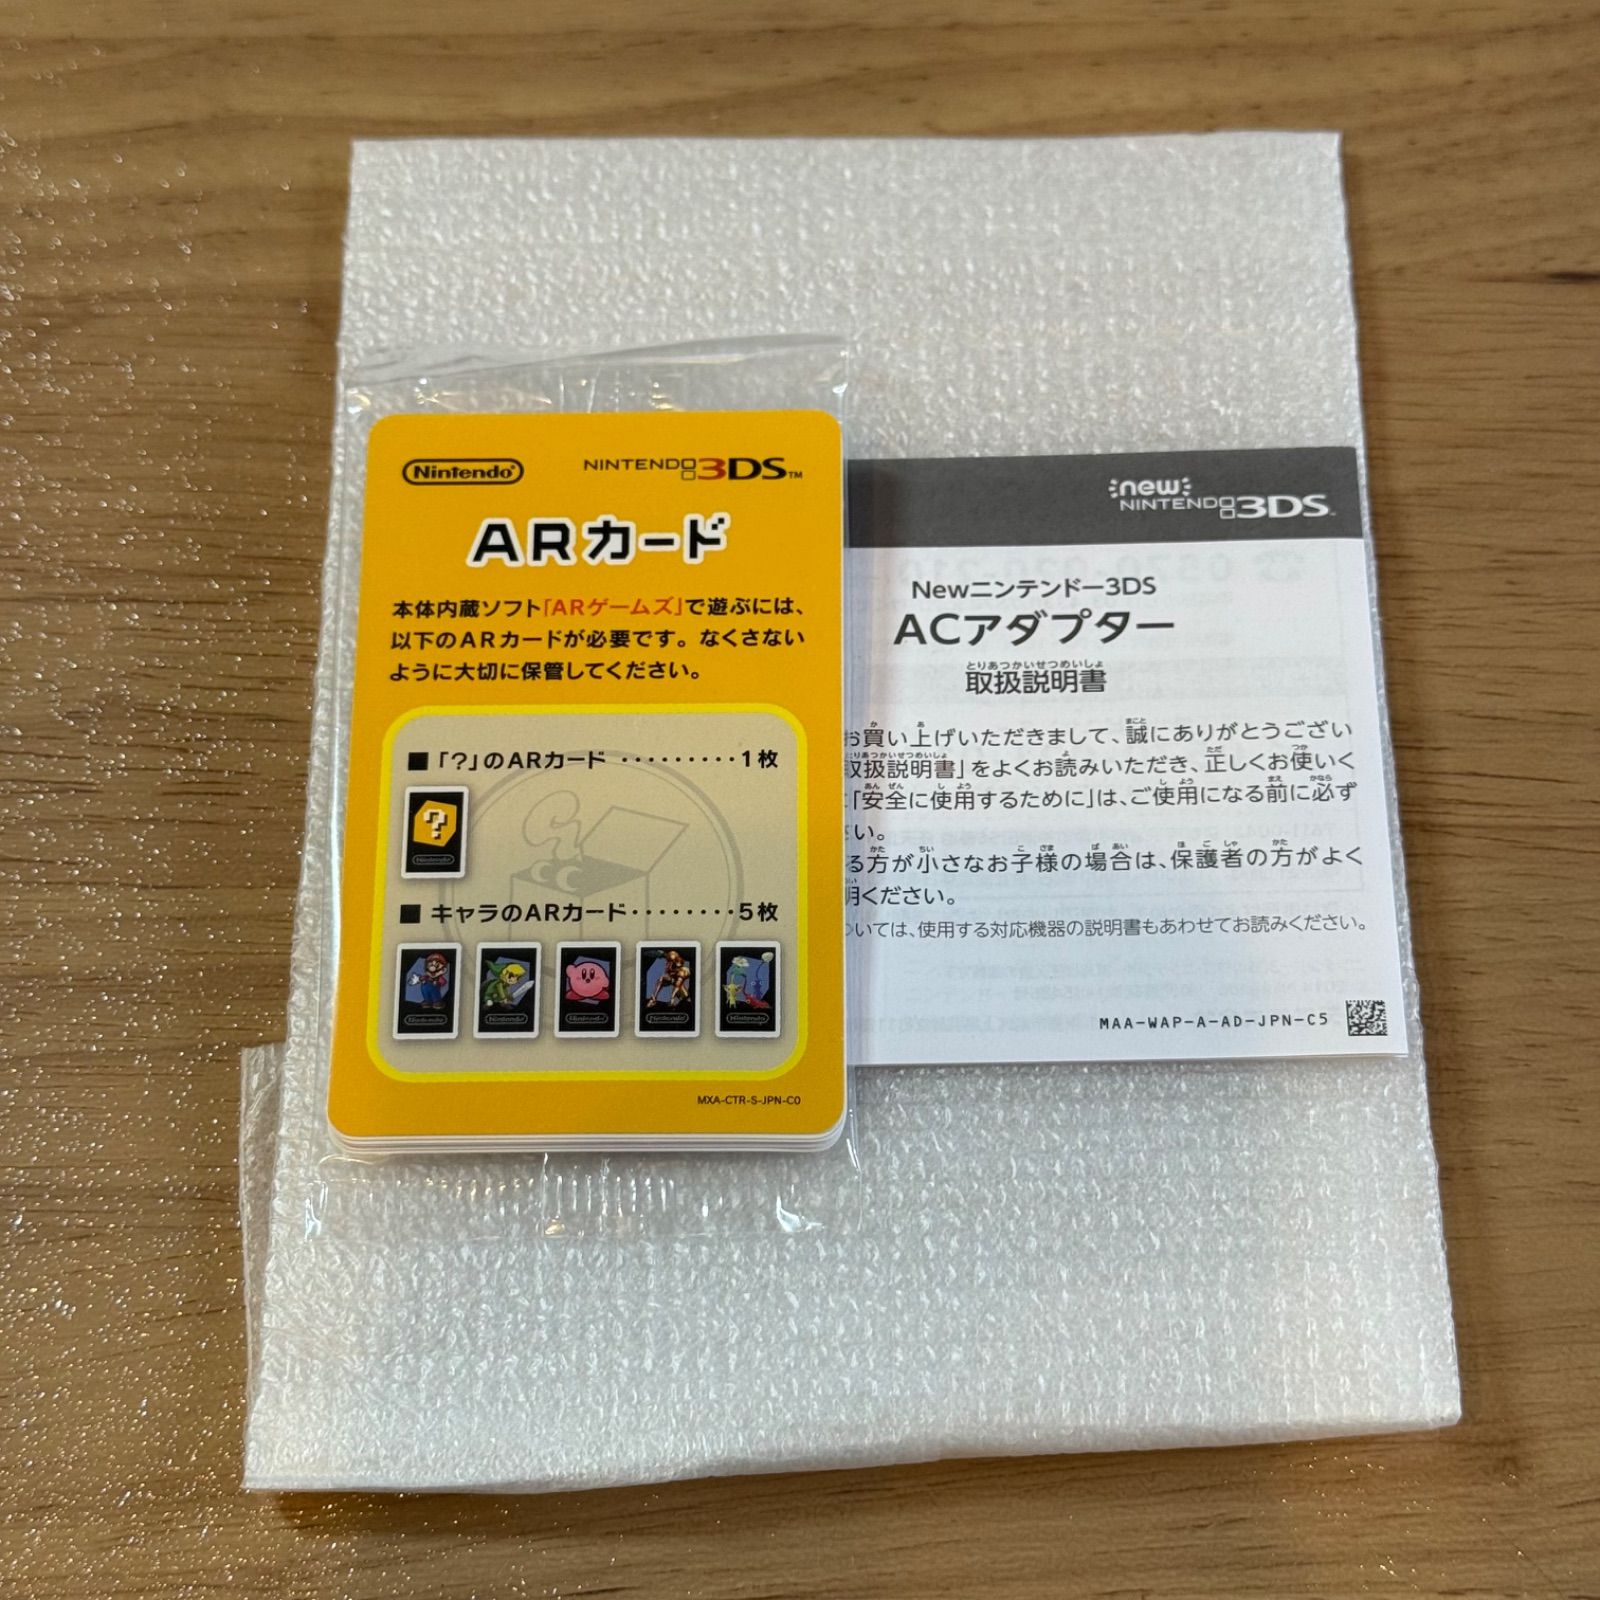 Nintendo
NINTENDO 3DS™
ARカード
本体内蔵ソフト「ARゲームズ」で遊ぶには、
以下のARカードが必要です。なくさない
ように大切に保管してください。
■「?」のARカード ·········1枚
?
Nintendo
■ キャラのARカード ········5枚
Nintendo
Nintendo
Nintendo
Nintendo
Nintendo
MXA-CTR-S-JPN-C0
new
NINTENDO 3DS
Newニンテンドー3DS
ACアダプター
とりあつかいせつめいしょ
取扱説明書
お買い上げいただきまして、誠にありがとうござい
取扱説明書」をよくお読みいただき、正しくお使いく
「安全に使用するために」は、ご使用になる前に必ず
さい。
る方が小さなお子様の場合は、保護者の方がよく
明ください。
ついては、使用する対応機器の説明書もあわせてお読みください。
MAA-WAP-A-AD-JPN-C5